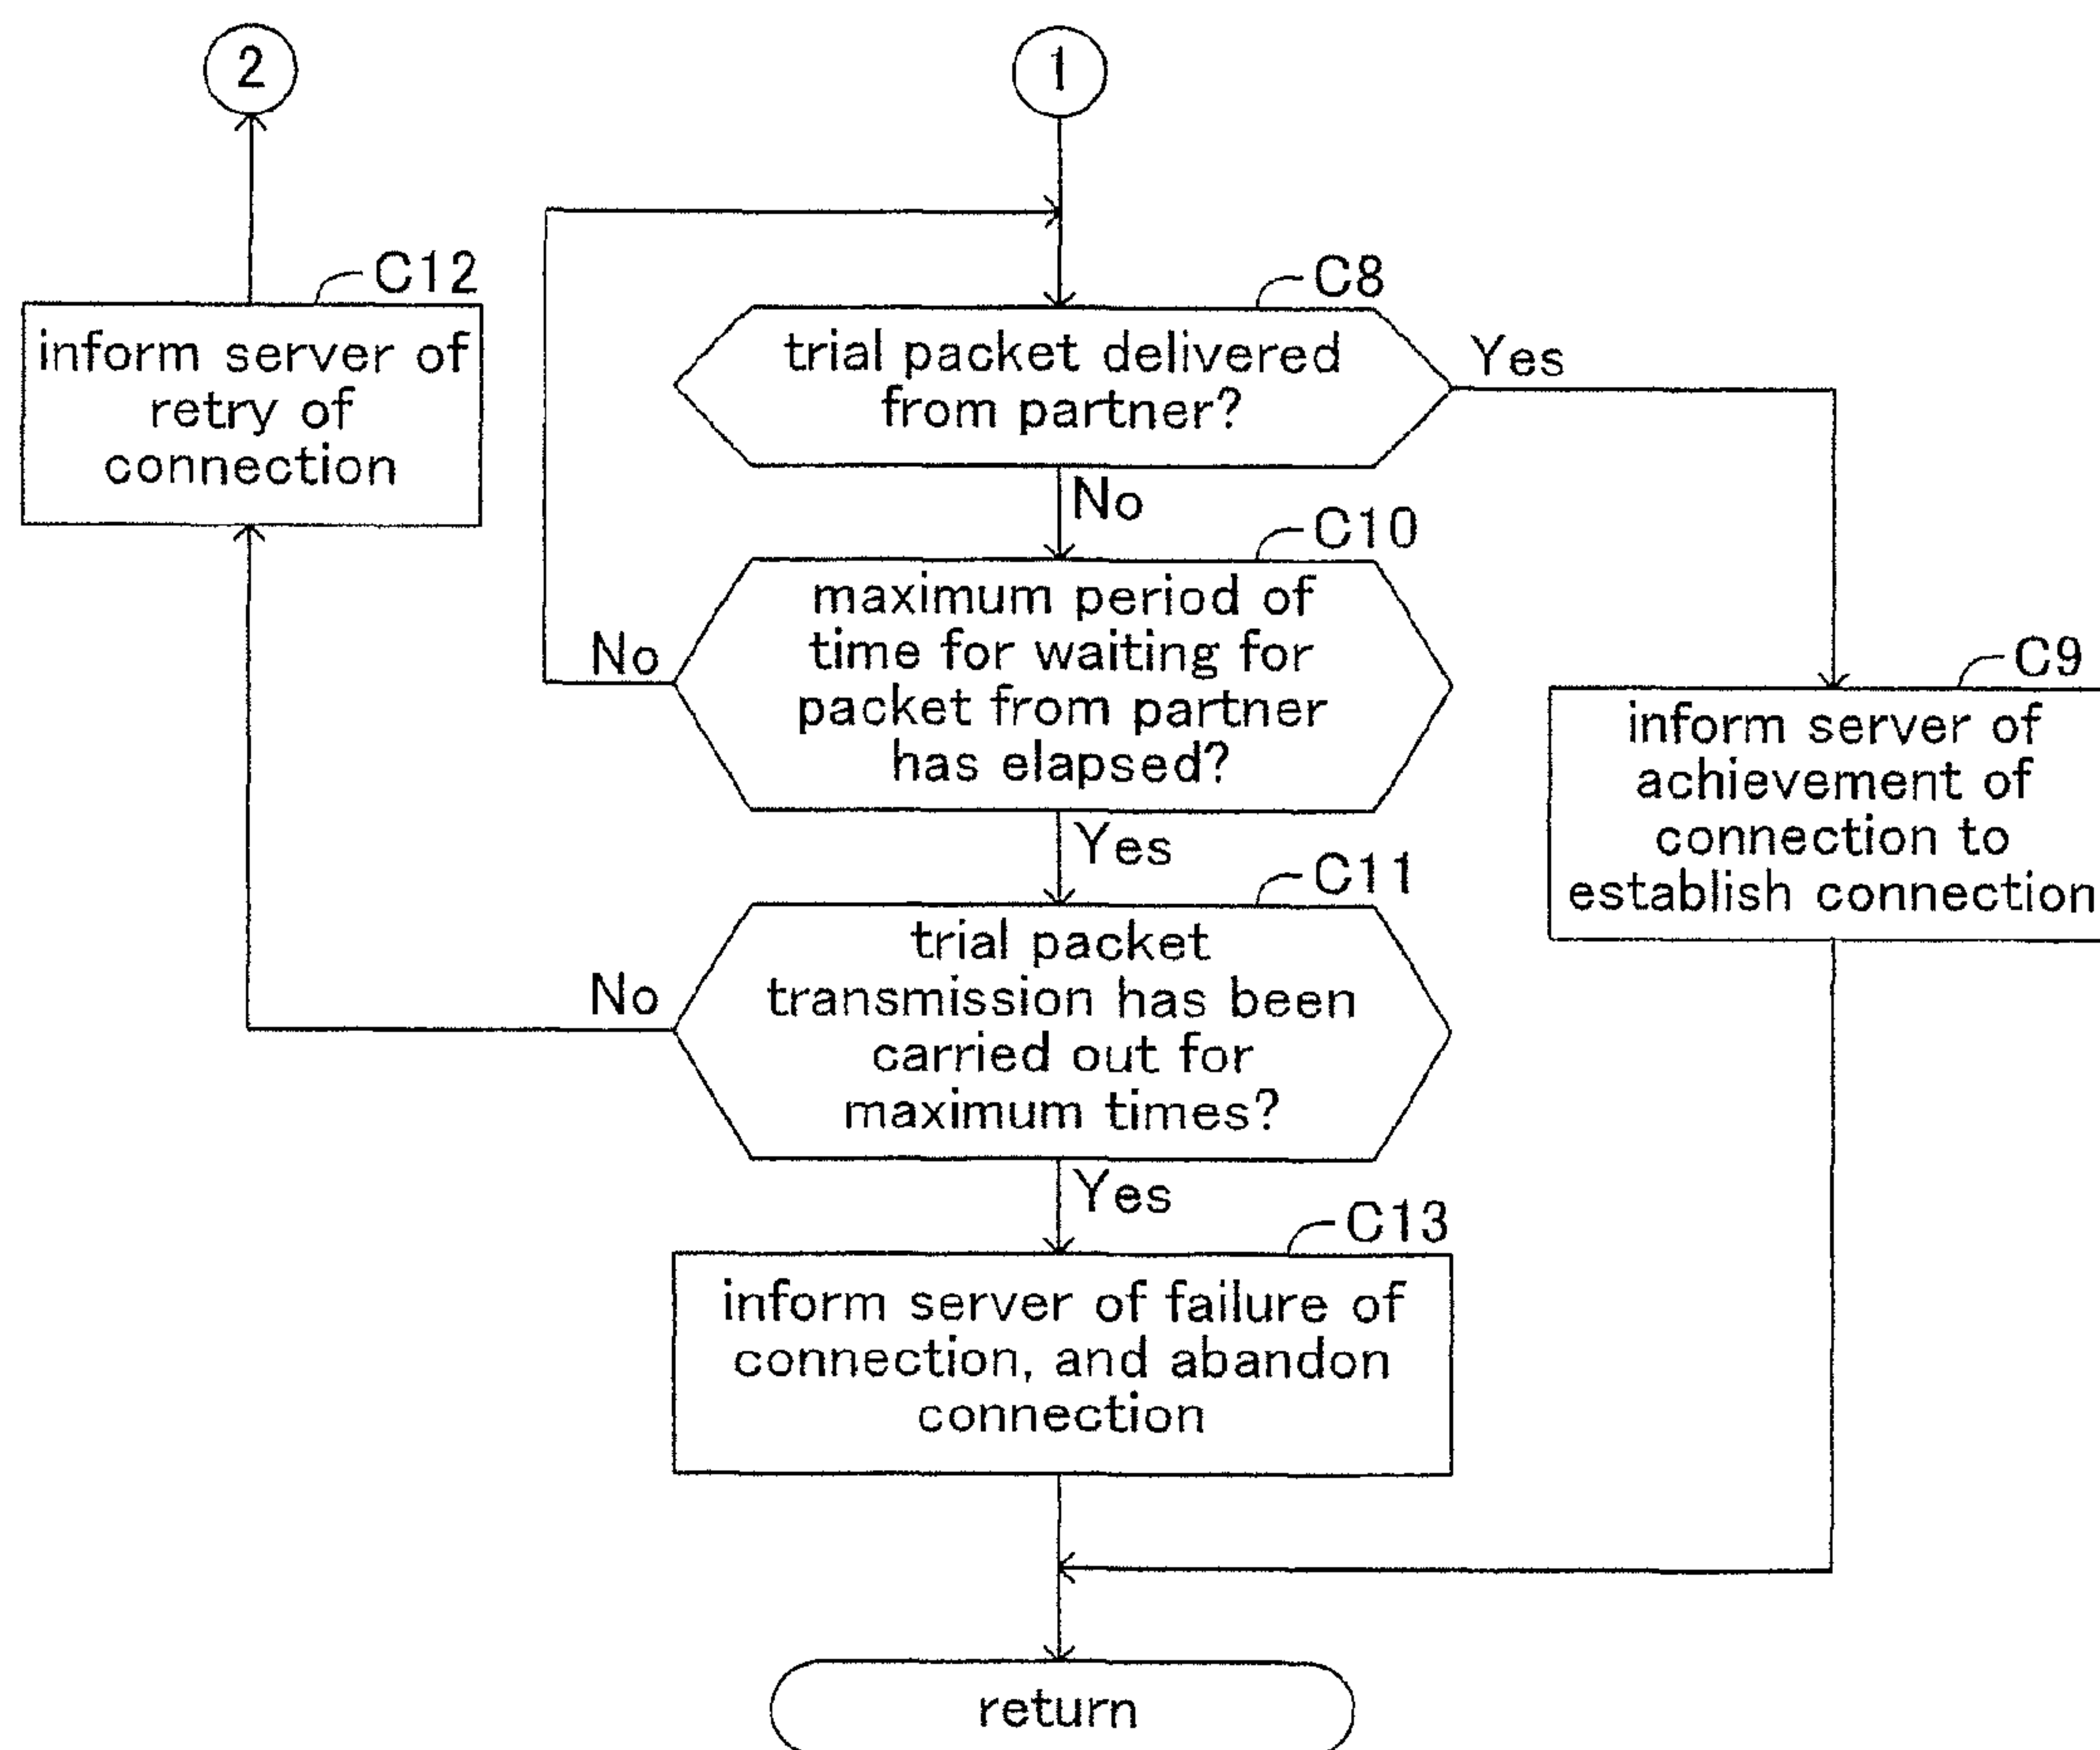 2
1
C12
inform server of
retry of
connection
C8
trial packet delivered
from partner?
Yes
No
C10
maximum period of
time for waiting for
packet from partner
has elapsed?
No
Yes
C9
inform server of
achievement of
connection to
establish connection
C11
trial packet
transmission has been
carried out for
maximum times?
No
Yes
C13
inform server of failure of
connection, and abandon
connection
return